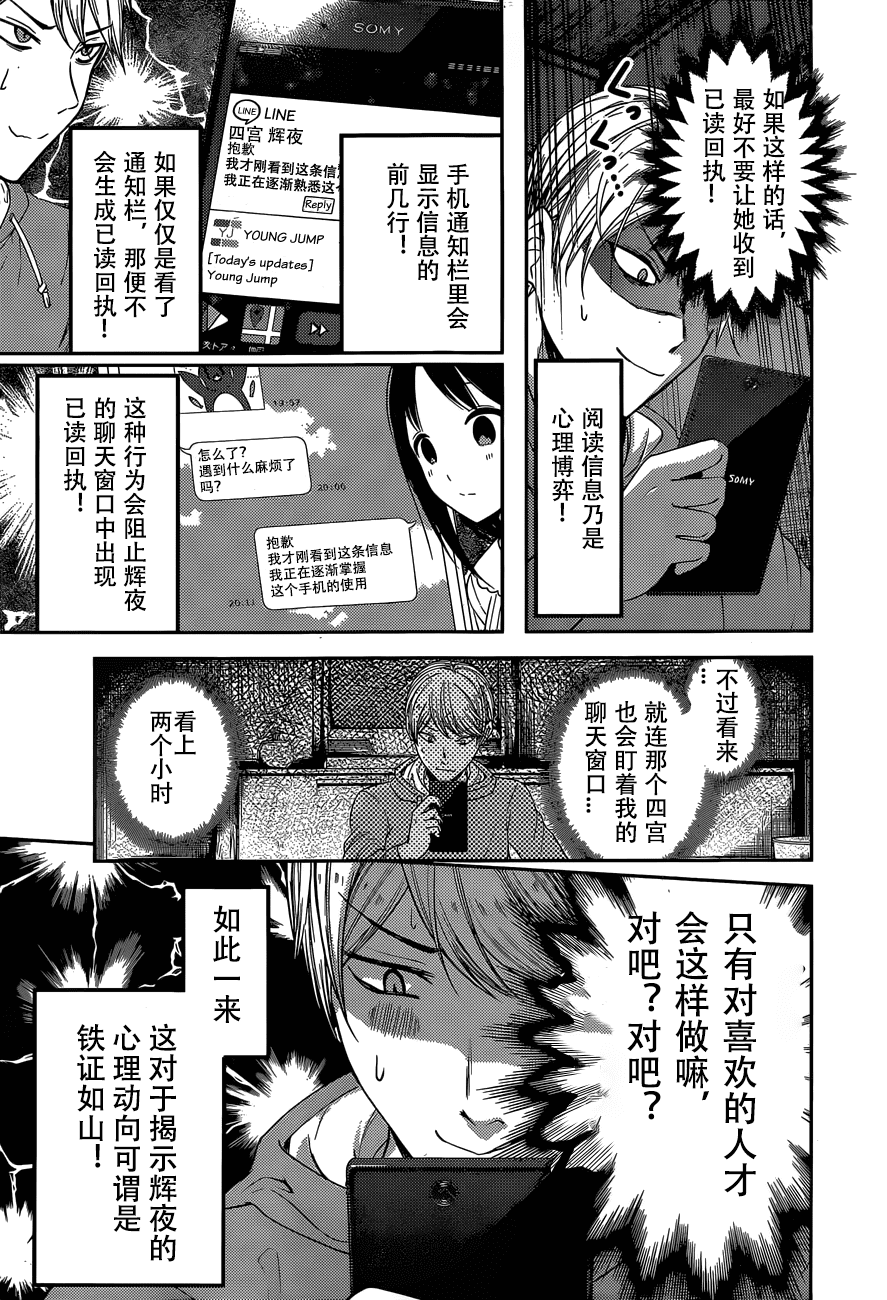 如果这样的话，
最好不要让她收到
已读回执！
くっくっ…
SOMY
阅读信息乃是
心理博弈！
SOMY
LINE LINE
四宫 辉夜
抱歉
我才刚看到这条信息
我正在逐渐熟悉这个
Reply
YJ YOUNG JUMP
[Today's updates]
Young Jump
手机通知栏里会
显示信息的
前几行！
如果仅仅是看了
通知栏，那便不
会生成已读回执！
19:57
怎么了？
遇到什么麻烦了
吗？
20:06
抱歉
我才刚看到这条信息
我正在逐渐掌握
这个手机的使用
20:11
这种行为会阻止辉夜
的聊天窗口中出现
已读回执！
不过看来
…
就连那个四宫
也会盯着我的
聊天窗口…
看上
两个小时
只有对喜欢的人才
会这样做嘛，
对吧？对吧？
如此一来
这对于揭示辉夜的
心理动向可谓是
铁证如山！